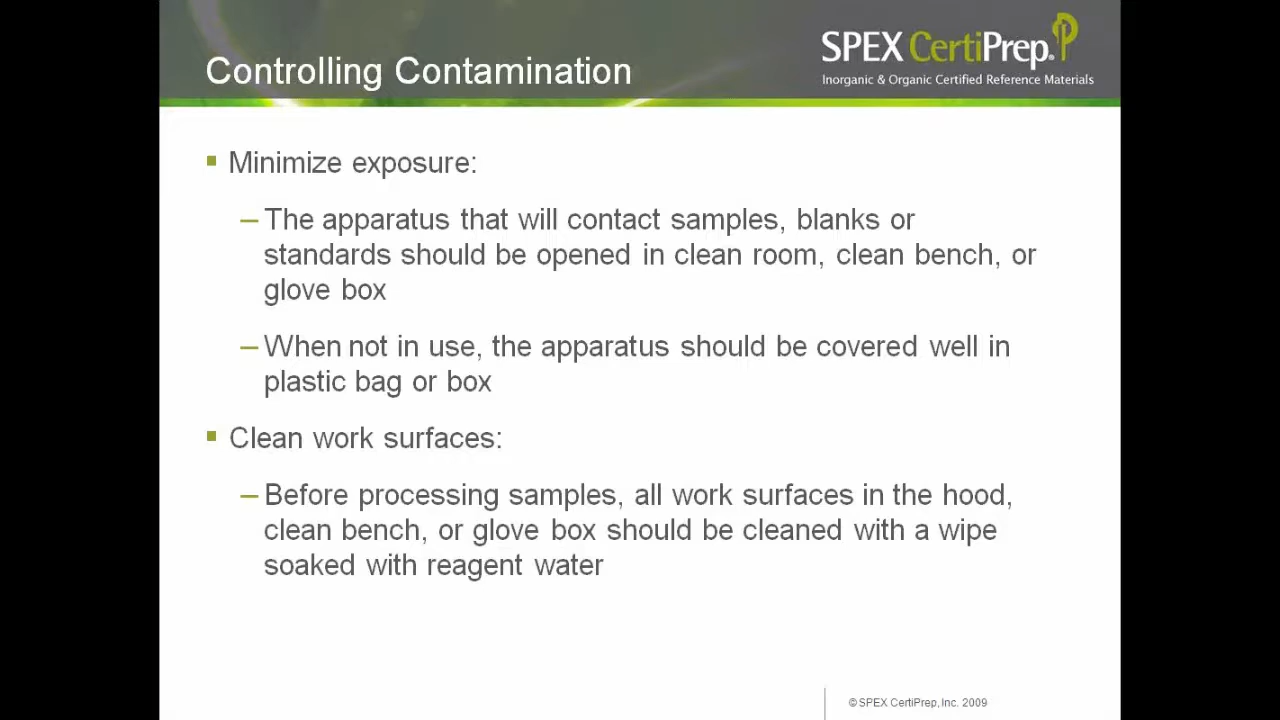 Controlling Contamination
SPEX CertiPrep.
Inorganic & Organic Certified Reference Materials
Minimize exposure:
– The apparatus that will contact samples, blanks or
standards should be opened in clean room, clean bench, or
glove box
– When not in use, the apparatus should be covered well in
plastic bag or box
Clean work surfaces:
– Before processing samples, all work surfaces in the hood,
clean bench, or glove box should be cleaned with a wipe
soaked with reagent water
© SPEX CertiPrep, Inc. 2009